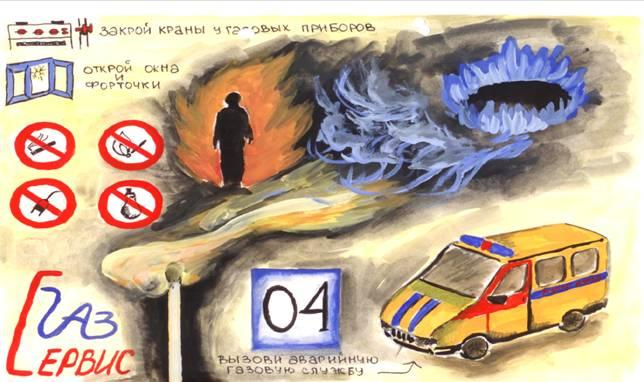 ЗАКРОЙ КРАНЫ У ГАЗОВЫХ ПРИБОРОВ
ОТКРОЙ ОКНА
И
ФОРТОЧКИ
ГАЗ
СЕРВИС
04
ВЫЗОВИ АВАРИЙНУЮ
ГАЗОВУЮ СЛУЖБУ